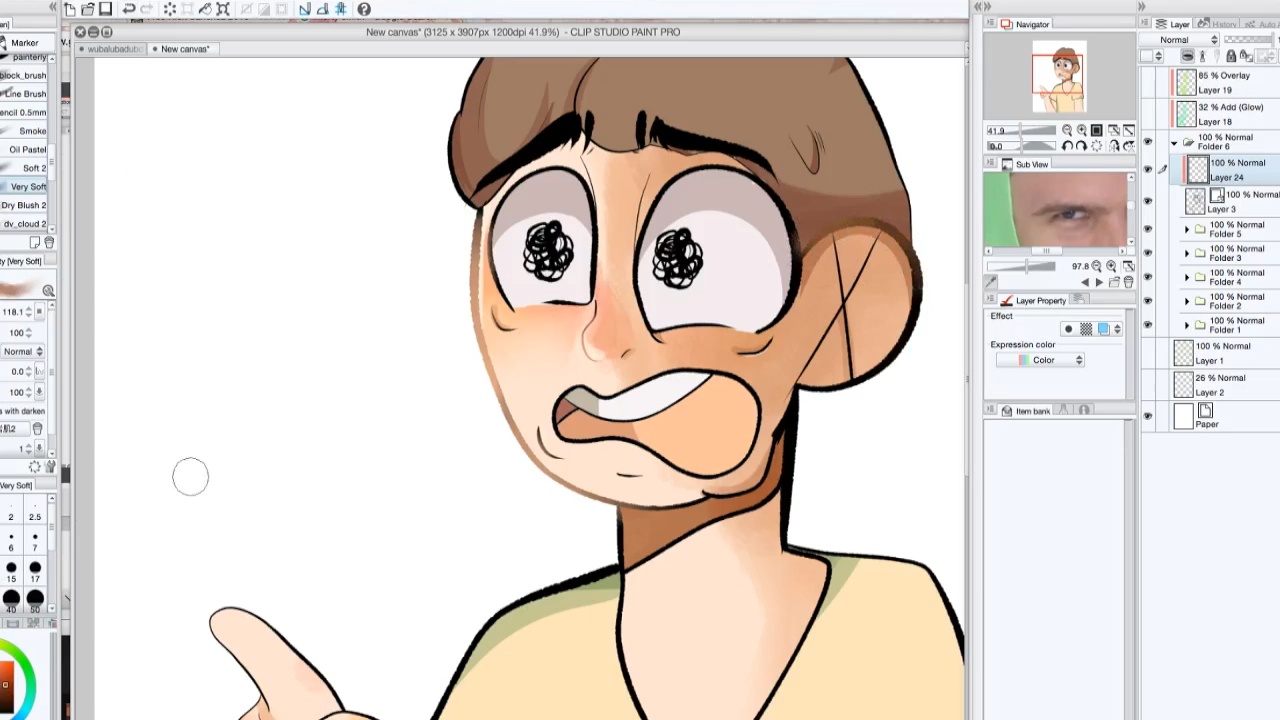 New canvas* (3125 x 3907px 1200dpi 41.9%) - CLIP STUDIO PAINT PRO
wubalubadub
New canvas*
Marker
painterly
block_brush
Line Brush
encil 0.5mm
Smoke
Oil Pastel
Soft 2
Very Soft
Dry Brush 2
dv_cloud 2
ty [Very Soft]
118.1
100
Normal
0.0
100
s with darken
1
Very Soft]
2 2.5
6 7
15 17
40 50
Navigator
41.9
0.0
Sub View
97.8
Layer Property
Effect
Expression color
Color
Item bank
Layer
History
Auto
Normal
85 % Overlay
Layer 19
32 % Add (Glow)
Layer 18
100 % Normal
Folder 6
100 % Normal
Layer 24
100 % Normal
Layer 3
100 % Normal
Folder 5
100 % Normal
Folder 3
100 % Normal
Folder 4
100 % Normal
Folder 2
100 % Normal
Folder 1
100 % Normal
Layer 1
26 % Normal
Layer 2
Paper